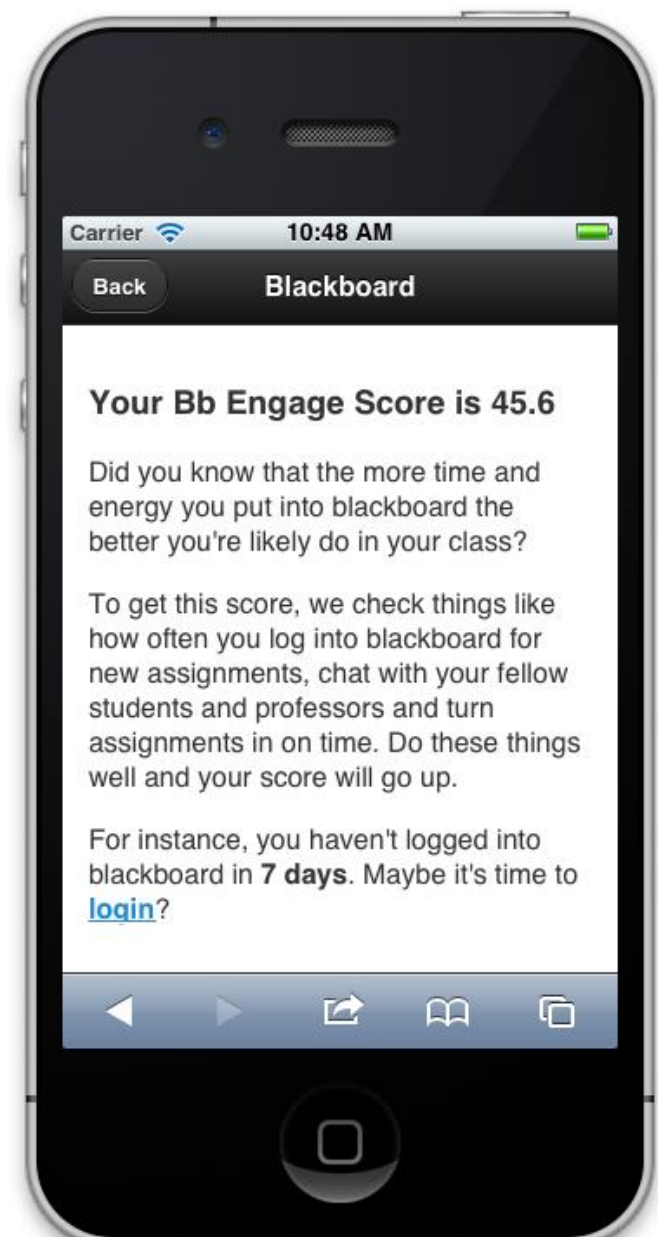 Carrier 10:48 AM
Back Blackboard
Your Bb Engage Score is 45.6
Did you know that the more time and
energy you put into blackboard the
better you're likely do in your class?
To get this score, we check things like
how often you log into blackboard for
new assignments, chat with your fellow
students and professors and turn
assignments in on time. Do these things
well and your score will go up.
For instance, you haven't logged into
blackboard in 7 days. Maybe it's time to
login?